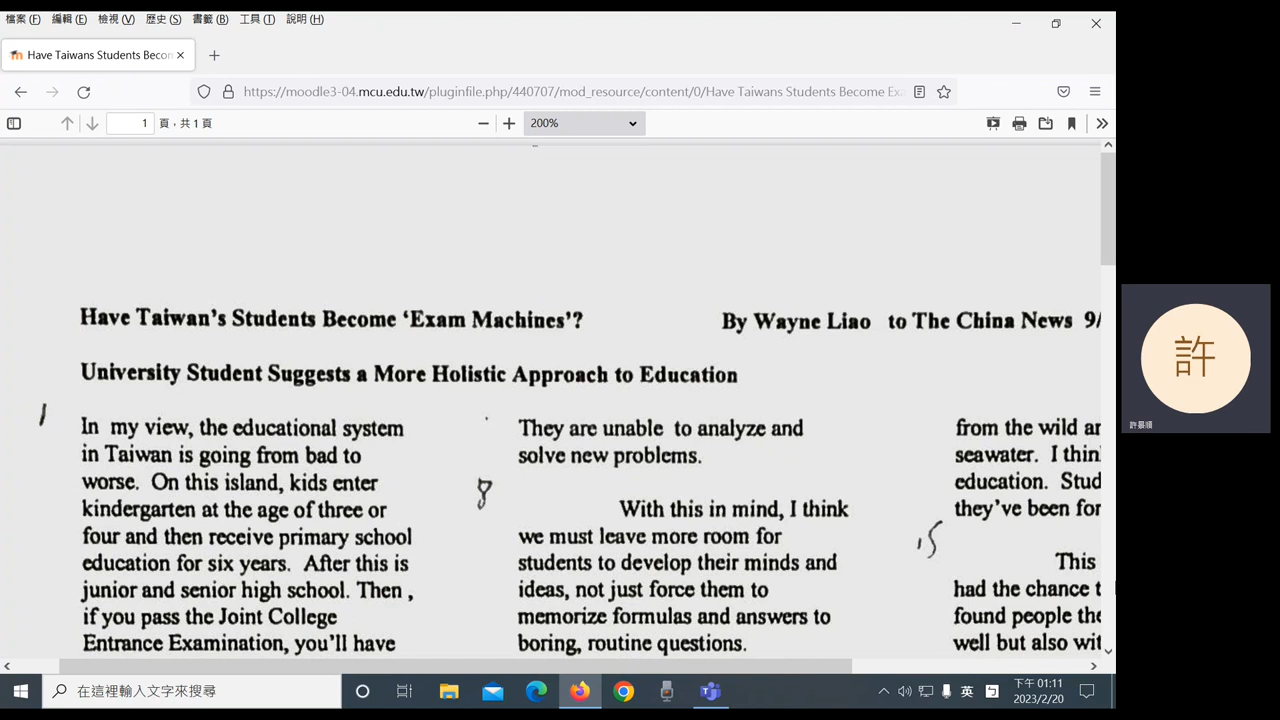 檔案 (F) 編輯 (E) 檢視 (V) 歷史 (S) 書籤 (B) 工具 (T) 說明 (H)
Have Taiwans Students Becon
https://moodle3-04.mcu.edu.tw/pluginfile.php/440707/mod_resource/content/0/Have Taiwans Students Become Ex
1 頁，共 1 頁
200%
Have Taiwan's Students Become 'Exam Machines'? By Wayne Liao to The China News 9/
University Student Suggests a More Holistic Approach to Education
1
In my view, the educational system
in Taiwan is going from bad to
worse. On this island, kids enter
kindergarten at the age of three or
four and then receive primary school
education for six years. After this is
junior and senior high school. Then ,
if you pass the Joint College
Entrance Examination, you'll have
They are unable to analyze and
solve new problems.
8
With this in mind, I think
we must leave more room for
students to develop their minds and
ideas, not just force them to
memorize formulas and answers to
boring, routine questions.
from the wild
seawater. I
education.
they've been
15
This
had the chance
found people
well but also
許
許景順
在這裡輸入文字來搜尋
英
下午 01:11
2023/2/20